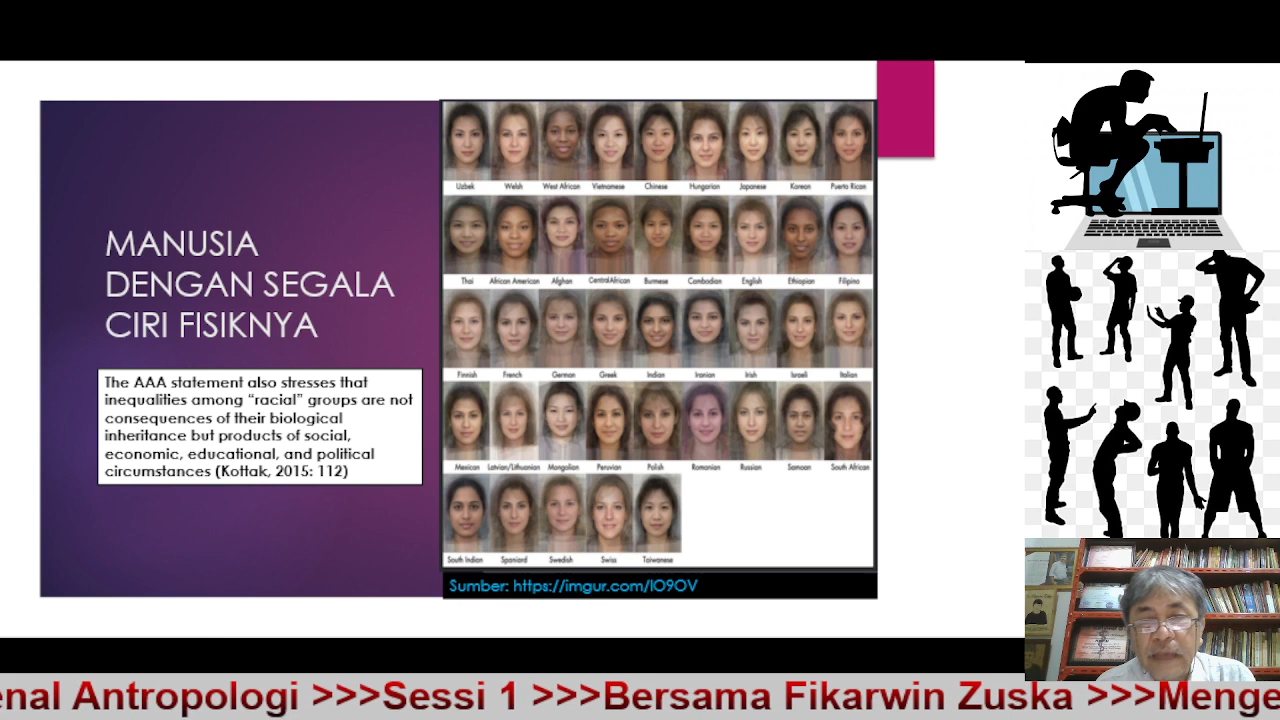 MANUSIA
DENGAN SEGALA
CIRI FISIKNYA
The AAA statement also stresses that
inequalities among “racial” groups are not
consequences of their biological
inheritance but products of social,
economic, educational, and political
circumstances (Kottak, 2015: 112)
Uzbek Welsh West African Vietnamese Chinese Hungarian Japanese Korean Puerto Rican
Thai African American Afghan CentralAfrican Burmese Cambodian English Ethiopian Filipino
Finnish French German Greek Indian Iranian Irish Israeli Italian
Mexican Latvian/Lithuanian Mongolian Peruvian Polish Romanian Russian Samoan South African
South Indian Spaniard Swedish Swiss Taiwanese
Sumber: https://imgur.com/IO9OV
enal Antropologi >>>Sessi 1 >>>Bersama Fikarwin Zuska >>>Menge